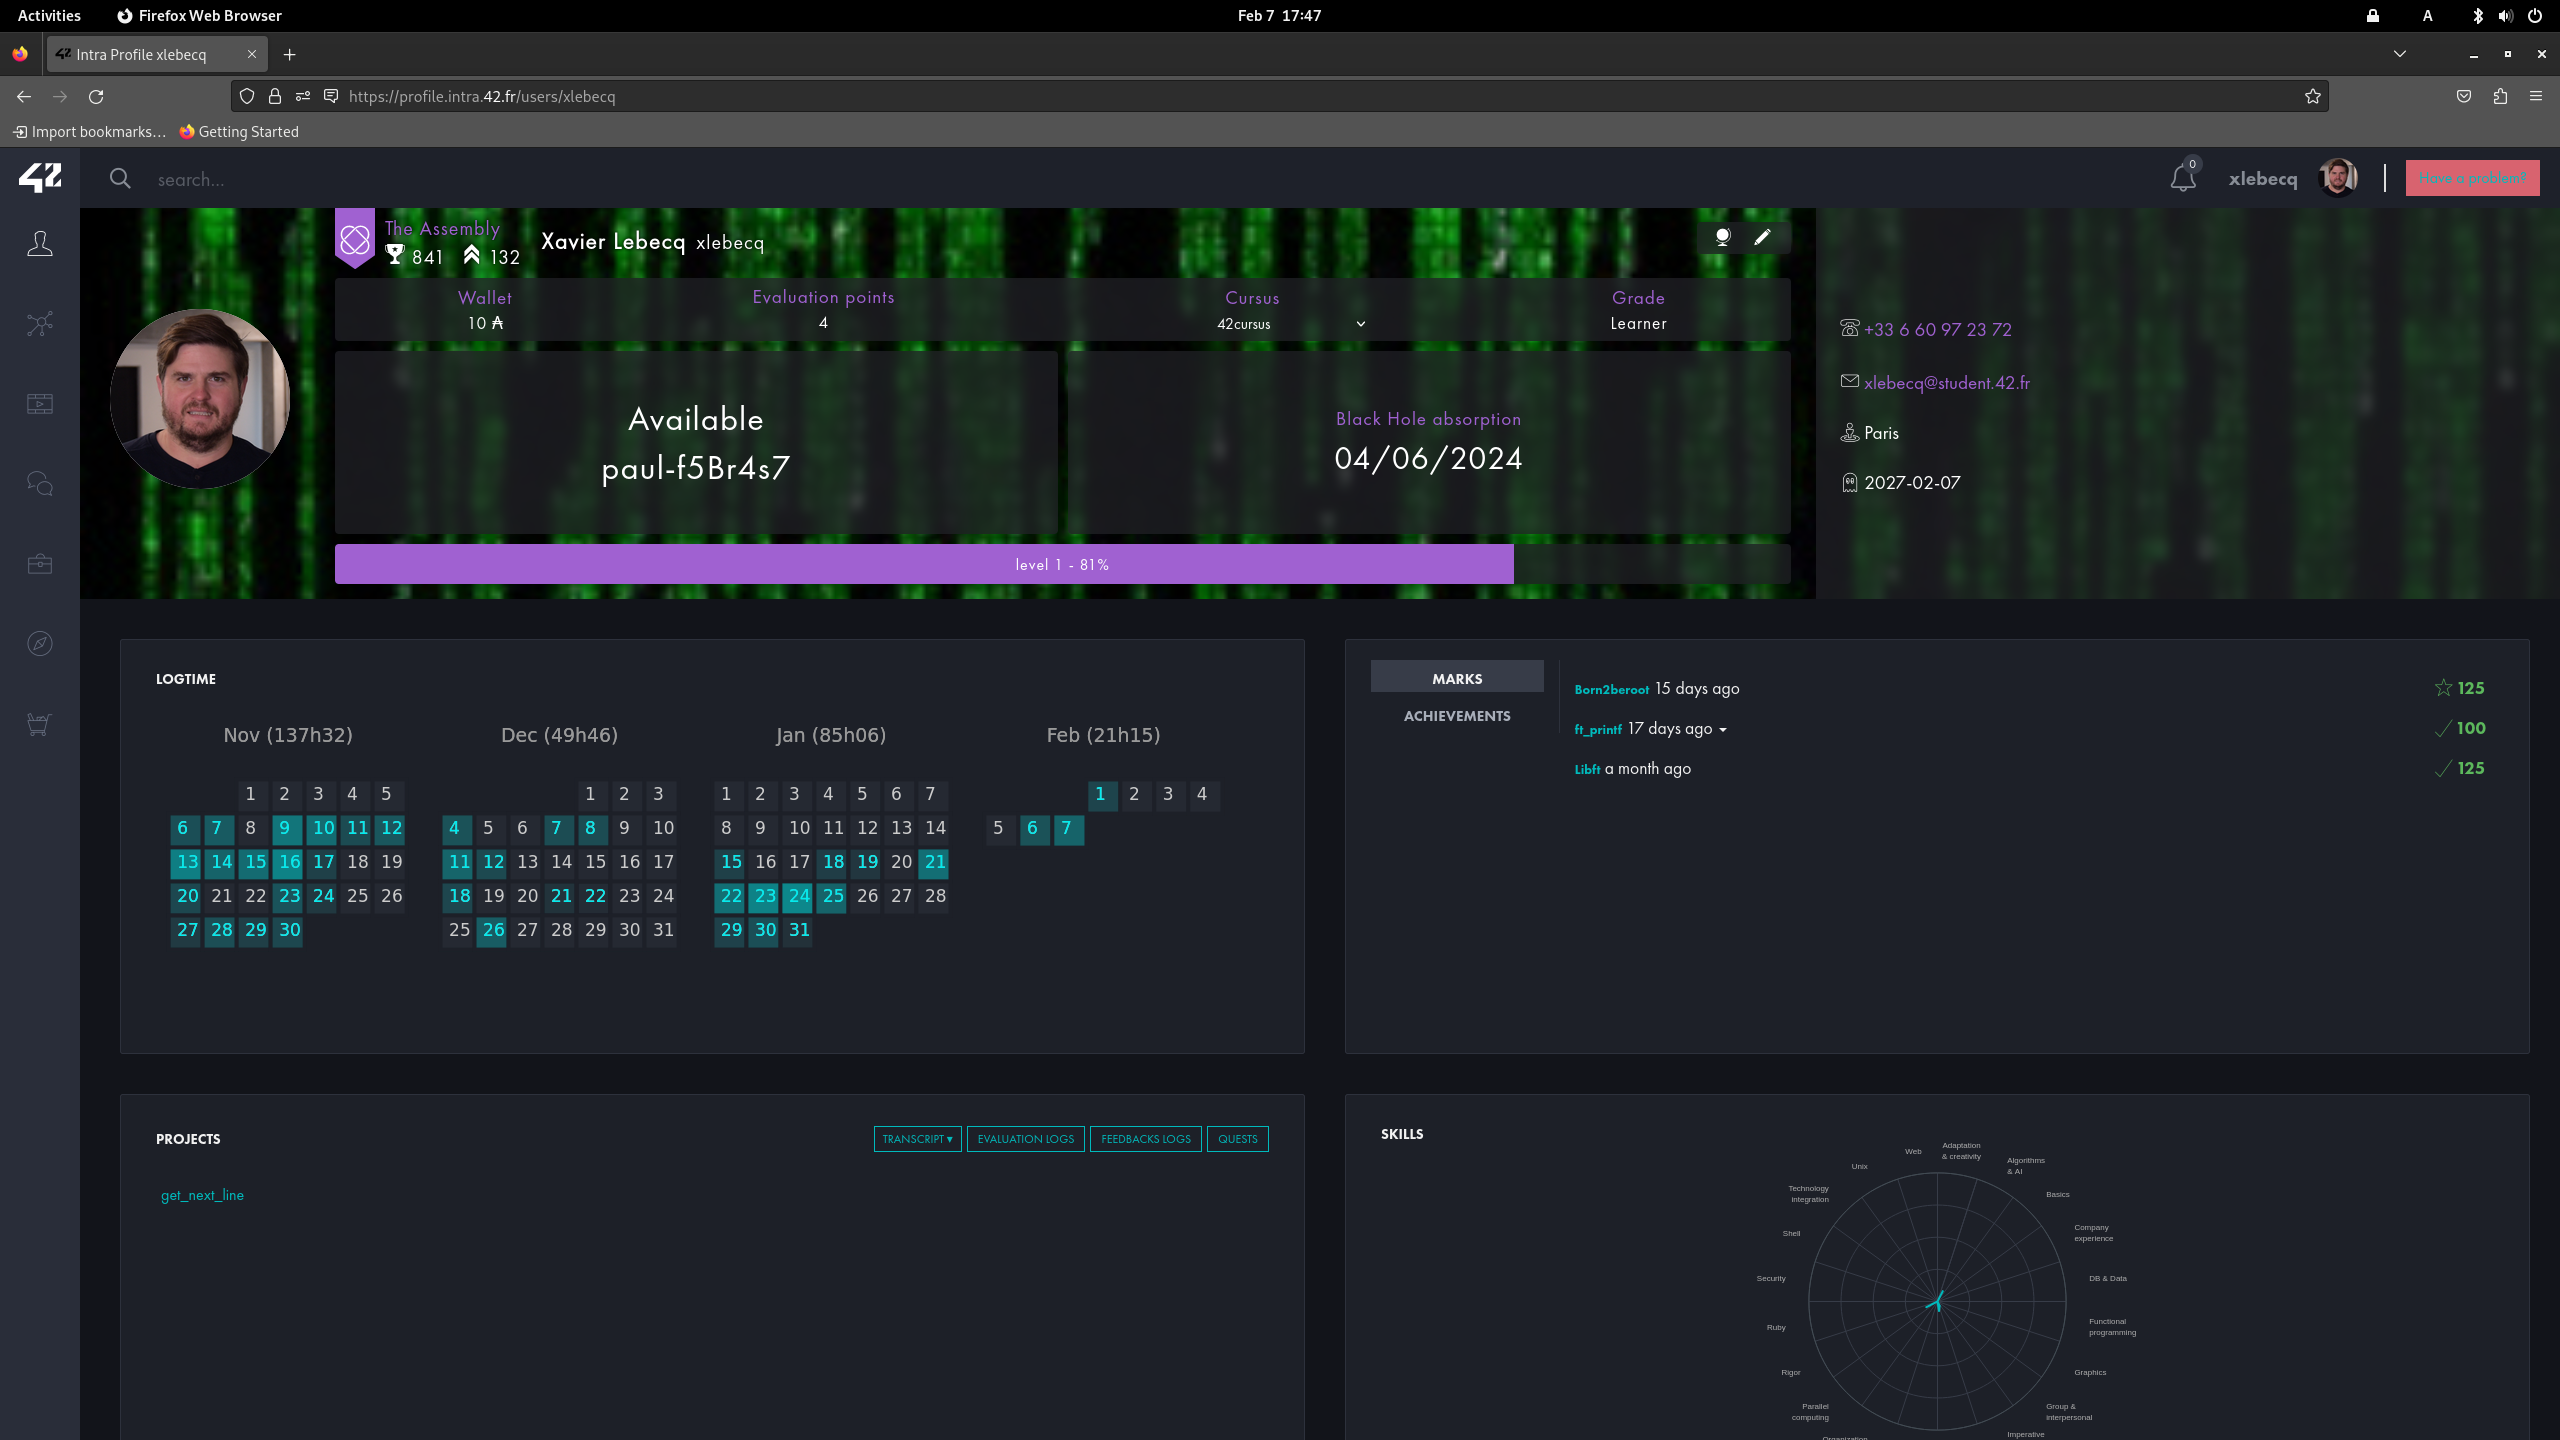 Activities
Firefox Web Browser
Feb 7 17:47
A
42 Intra Profile xlebecq
https://profile.intra.42.fr/users/xlebecq
Import bookmarks…
Getting Started
42
search...
0
xlebecq
Have a problem?
The Assembly
841 132
Xavier Lebecq xlebecq
Wallet
10 ₳
Evaluation points
4
Cursus
42cursus
Grade
Learner
Available
paul-f5Br4s7
Black Hole absorption
04/06/2024
level 1 - 81%
+33 6 60 97 23 72
xlebecq@student.42.fr
Paris
2027-02-07
LOGTIME
Nov (137h32)
1 2 3 4 5
6 7 8 9 10 11 12
13 14 15 16 17 18 19
20 21 22 23 24 25 26
27 28 29 30
Dec (49h46)
1 2 3
4 5 6 7 8 9 10
11 12 13 14 15 16 17
18 19 20 21 22 23 24
25 26 27 28 29 30 31
Jan (85h06)
1 2 3 4 5 6 7
8 9 10 11 12 13 14
15 16 17 18 19 20 21
22 23 24 25 26 27 28
29 30 31
Feb (21h15)
1 2 3 4
5 6 7
MARKS
ACHIEVEMENTS
Born2beroot 15 days ago 125
ft_printf 17 days ago 100
Libft a month ago 125
PROJECTS
TRANSCRIPT ▾
EVALUATION LOGS
FEEDBACKS LOGS
QUESTS
get_next_line
SKILLS
Adaptation
& creativity
Algorithms
& AI
Basics
Company
experience
DB & Data
Functional
programming
Graphics
Group &
interpersonal
Imperative
Organization
Parallel
computing
Rigor
Ruby
Security
Shell
Technology
integration
Unix
Web